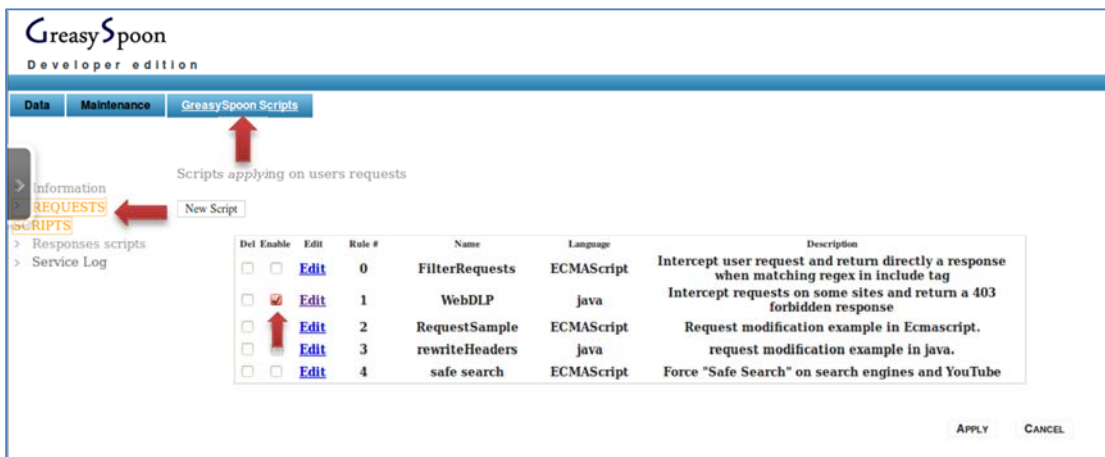 GreasySpoon
Developer edition
Data Maintenance GreasySpoon Scripts
Scripts applying on users requests
> Information
> REQUESTS
SCRIPTS
New Script
> Responses scripts
> Service Log
Del Enable Edit Rule # Name Language Description
Edit 0 FilterRequests ECMAScript Intercept user request and return directly a response
when matching regex in include tag
Edit 1 WebDLP java Intercept requests on some sites and return a 403
forbidden response
Edit 2 RequestSample ECMAScript Request modification example in Ecmascript.
Edit 3 rewriteHeaders java request modification example in java.
Edit 4 safe search ECMAScript Force "Safe Search" on search engines and YouTube
APPLY CANCEL